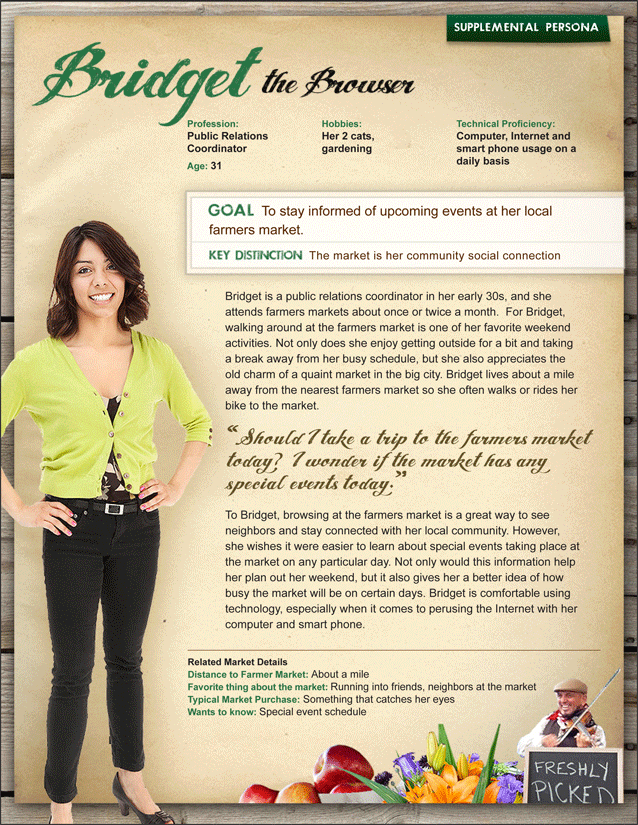 SUPPLEMENTAL PERSONA
Bridget the Browser
Profession:
Public Relations
Coordinator
Age: 31
Hobbies:
Her 2 cats,
gardening
Technical Proficiency:
Computer, Internet and
smart phone usage on a
daily basis
GOAL To stay informed of upcoming events at her local
farmers market.
KEY DISTINCTION The market is her community social connection
Bridget is a public relations coordinator in her early 30s, and she
attends farmers markets about once or twice a month. For Bridget,
walking around at the farmers market is one of her favorite weekend
activities. Not only does she enjoy getting outside for a bit and taking
a break away from her busy schedule, but she also appreciates the
old charm of a quaint market in the big city. Bridget lives about a mile
away from the nearest farmers market so she often walks or rides her
bike to the market.
“Should I take a trip to the farmers market
today? I wonder if the market has any
special events today.”
To Bridget, browsing at the farmers market is a great way to see
neighbors and stay connected with her local community. However,
she wishes it were easier to learn about special events taking place at
the market on any particular day. Not only would this information help
her plan out her weekend, but it also gives her a better idea of how
busy the market will be on certain days. Bridget is comfortable using
technology, especially when it comes to perusing the Internet with her
computer and smart phone.
Related Market Details
Distance to Farmer Market: About a mile
Favorite thing about the market: Running into friends, neighbors at the market
Typical Market Purchase: Something that catches her eyes
Wants to know: Special event schedule
FRESHLY
PICKED